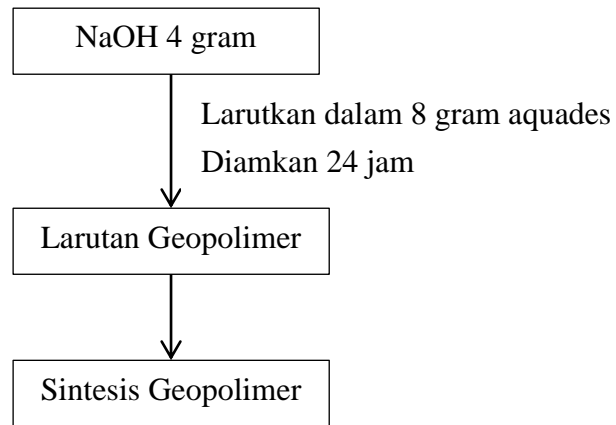 NaOH 4 gram
Larutkan dalam 8 gram aquades
Diamkan 24 jam
Larutan Geopolimer
Sintesis Geopolimer